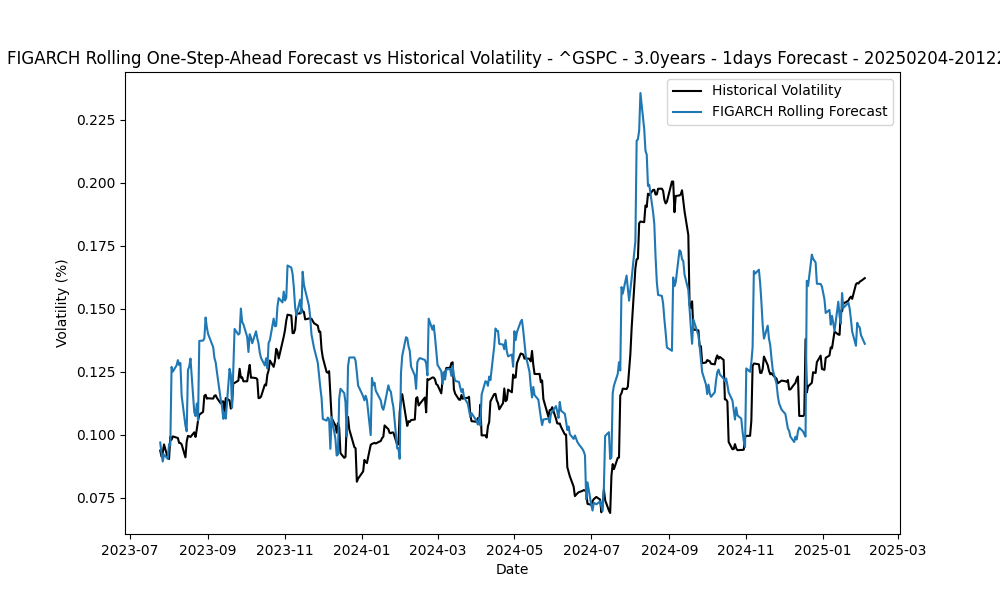 FIGARCH Rolling One-Step-Ahead Forecast vs Historical Volatility - ^GSPC - 3.0years - 1days Forecast - 20250204-20122
Historical Volatility
FIGARCH Rolling Forecast
Volatility (%)
0.225
0.200
0.175
0.150
0.125
0.100
0.075
2023-07 2023-09 2023-11 2024-01 2024-03 2024-05 2024-07 2024-09 2024-11 2025-01 2025-03
Date